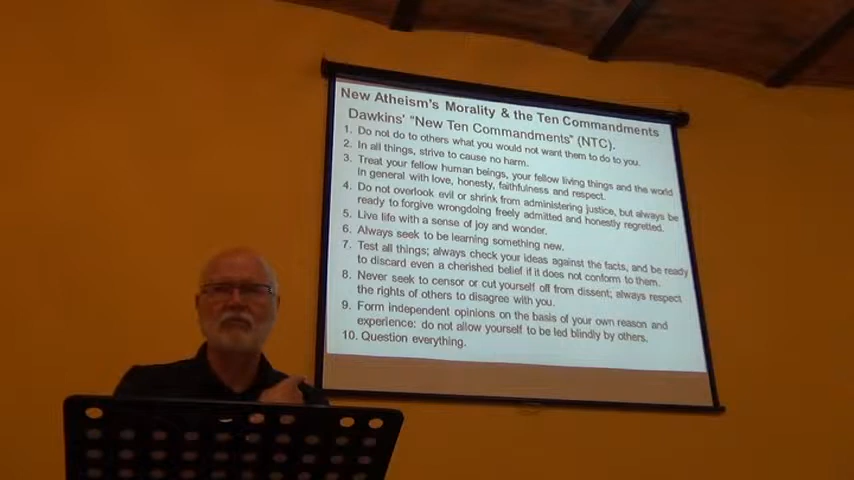 New Atheism's Morality & the Ten Commandments
Dawkins' "New Ten Commandments" (NTC).
1. Do not do to others what you would not want them to do to you.
2. In all things, strive to cause no harm.
3. Treat your fellow human beings, your fellow living things and the world
in general with love, honesty, faithfulness and respect.
4. Do not overlook evil or shrink from administering justice, but always be
ready to forgive wrongdoing freely admitted and honestly regretted.
5. Live life with a sense of joy and wonder.
6. Always seek to be learning something new.
7. Test all things; always check your ideas against the facts, and be ready
to discard even a cherished belief if it does not conform to them.
8. Never seek to censor or cut yourself off from dissent; always respect
the rights of others to disagree with you.
9. Form independent opinions on the basis of your own reason and
experience: do not allow yourself to be led blindly by others.
10. Question everything.